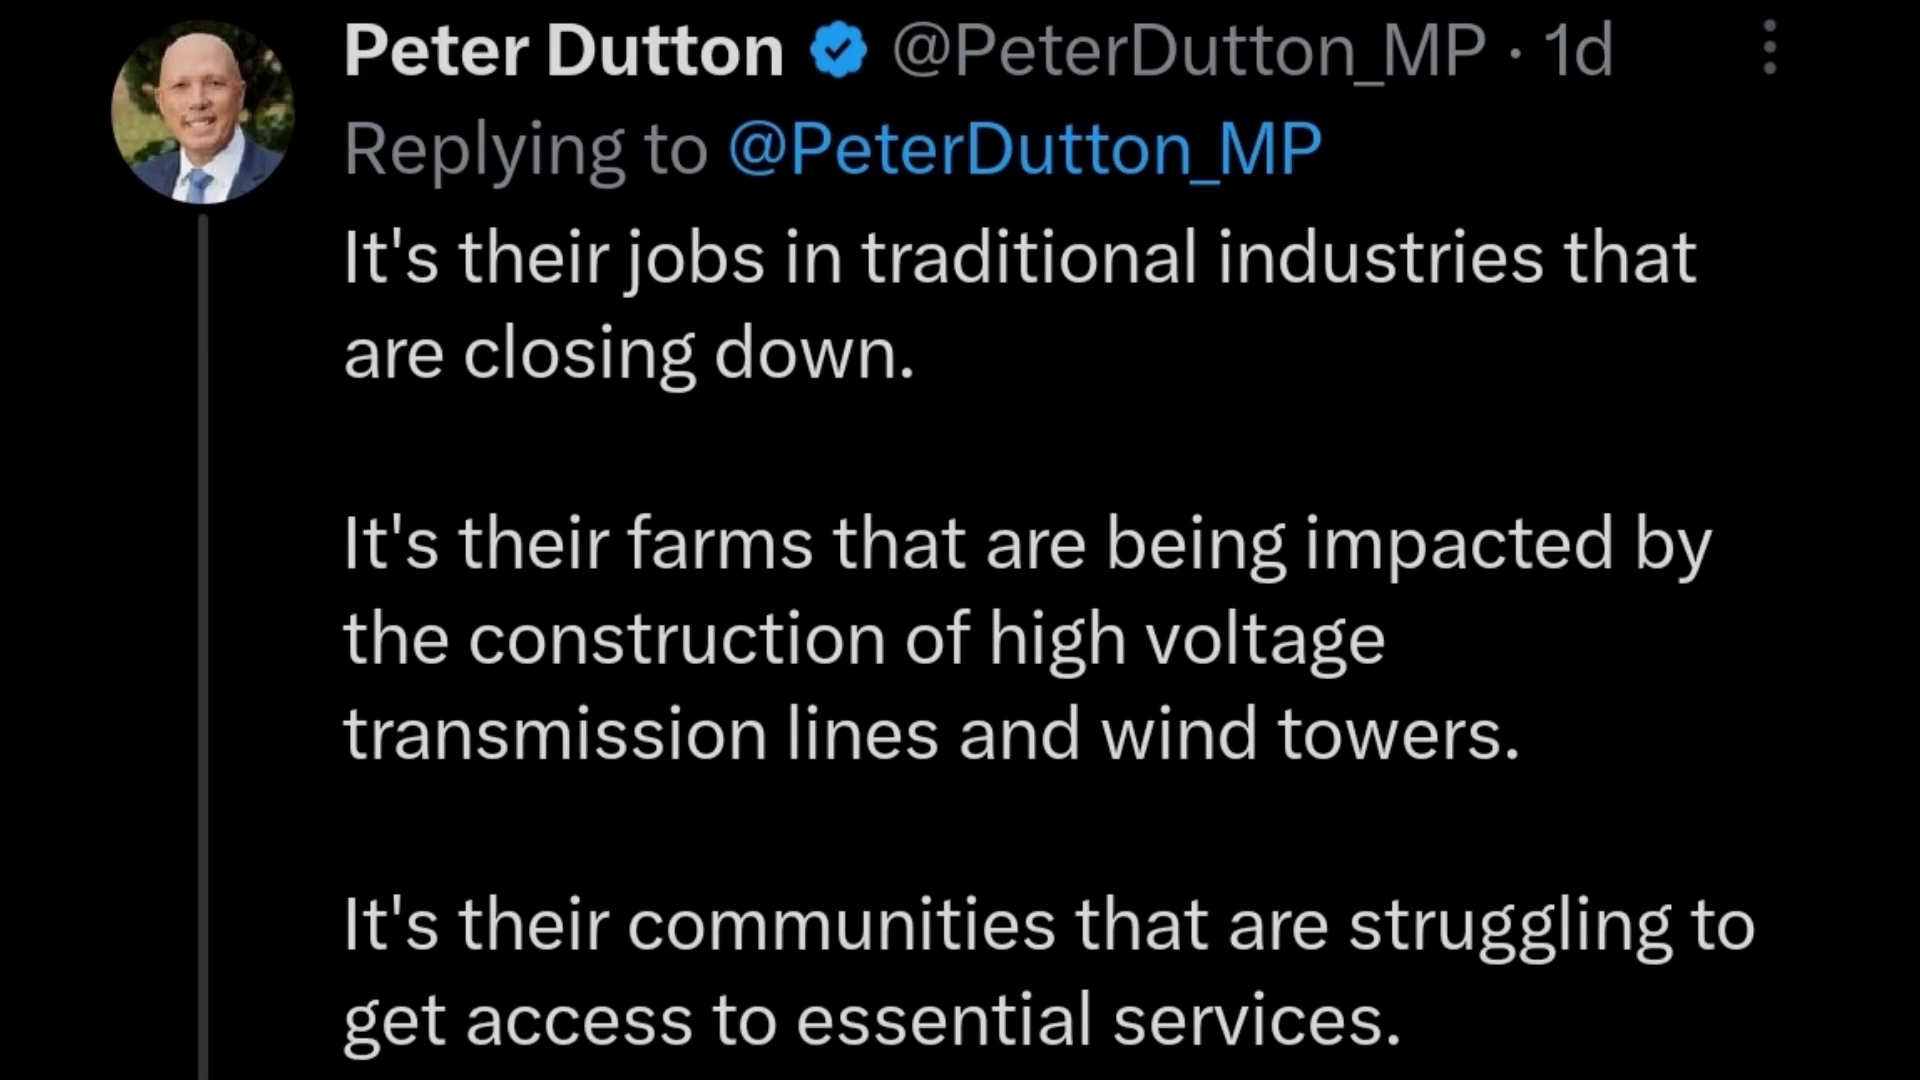 Peter Dutton @PeterDutton_MP · 1d
Replying to @PeterDutton_MP
It's their jobs in traditional industries that
are closing down.
It's their farms that are being impacted by
the construction of high voltage
transmission lines and wind towers.
It's their communities that are struggling to
get access to essential services.